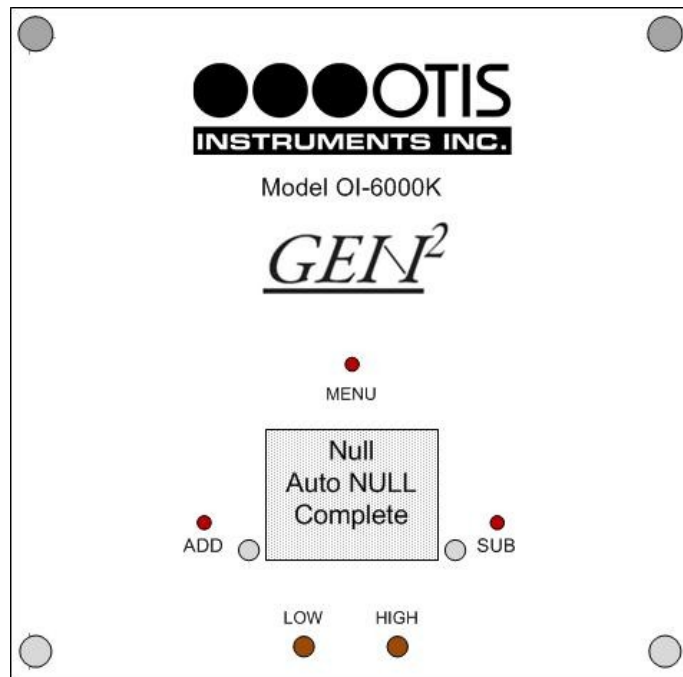 OTIS
INSTRUMENTS INC.
Model OI-6000K
GEN²
MENU
Null
Auto NULL
Complete
ADD
SUB
LOW
HIGH